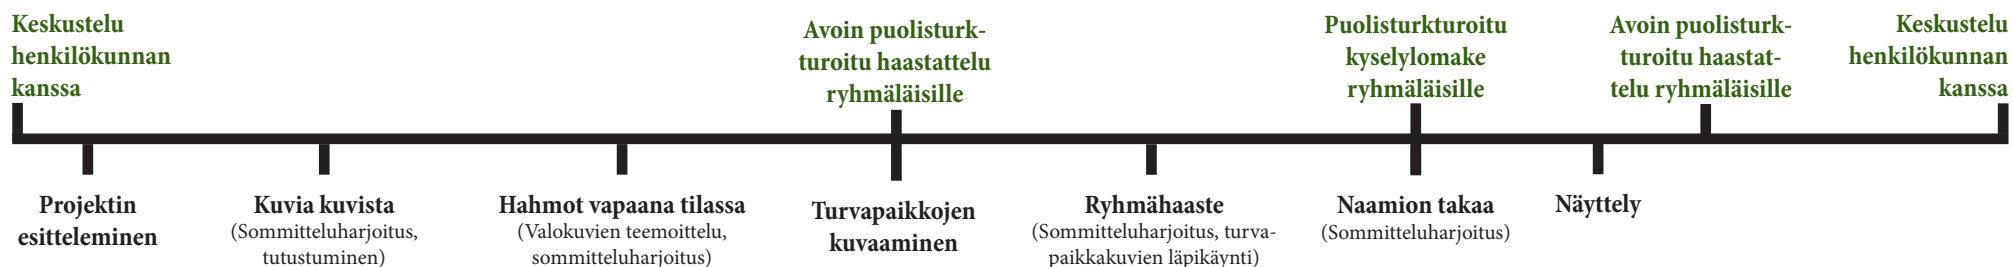 Keskustelu
henkilökunnan
kanssa
Avoin puolisturk-
turoitu haastattelu
ryhmäläisille
Puolisturkturoitu
kyselylomake
ryhmäläisille
Avoin puolisturk-
turoitu haastat-
telu ryhmäläisille
Keskustelu
henkilökunnan
kanssa
Projektin
esitteleminen
Kuvia kuvista
(Sommitteluharjoitus,
tutustuminen)
Hahmot vapaana tilassa
(Valokuvien teemoittelu,
sommitteluharjoitus)
Turvapaikkojen
kuvaaminen
Ryhmähaaste
(Sommitteluharjoitus, turva-
paikkakuvien läpikäynti)
Naamion takaa
(Sommitteluharjoitus)
Näyttely